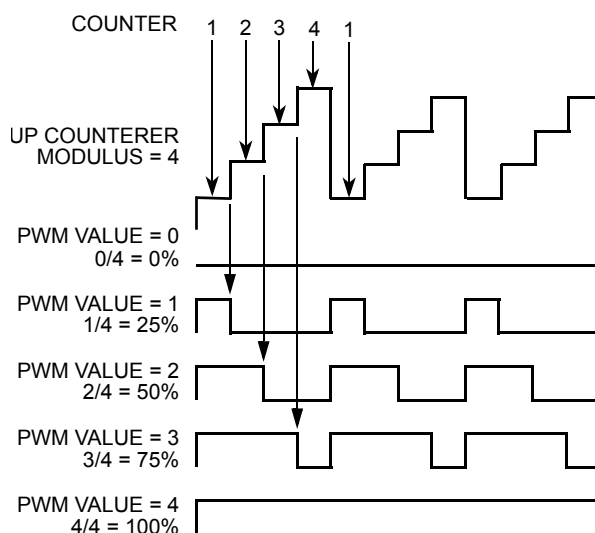 COUNTER 1 2 3 4 1
UP COUNTERER
MODULUS = 4
PWM VALUE = 0
0/4 = 0%
PWM VALUE = 1
1/4 = 25%
PWM VALUE = 2
2/4 = 50%
PWM VALUE = 3
3/4 = 75%
PWM VALUE = 4
4/4 = 100%